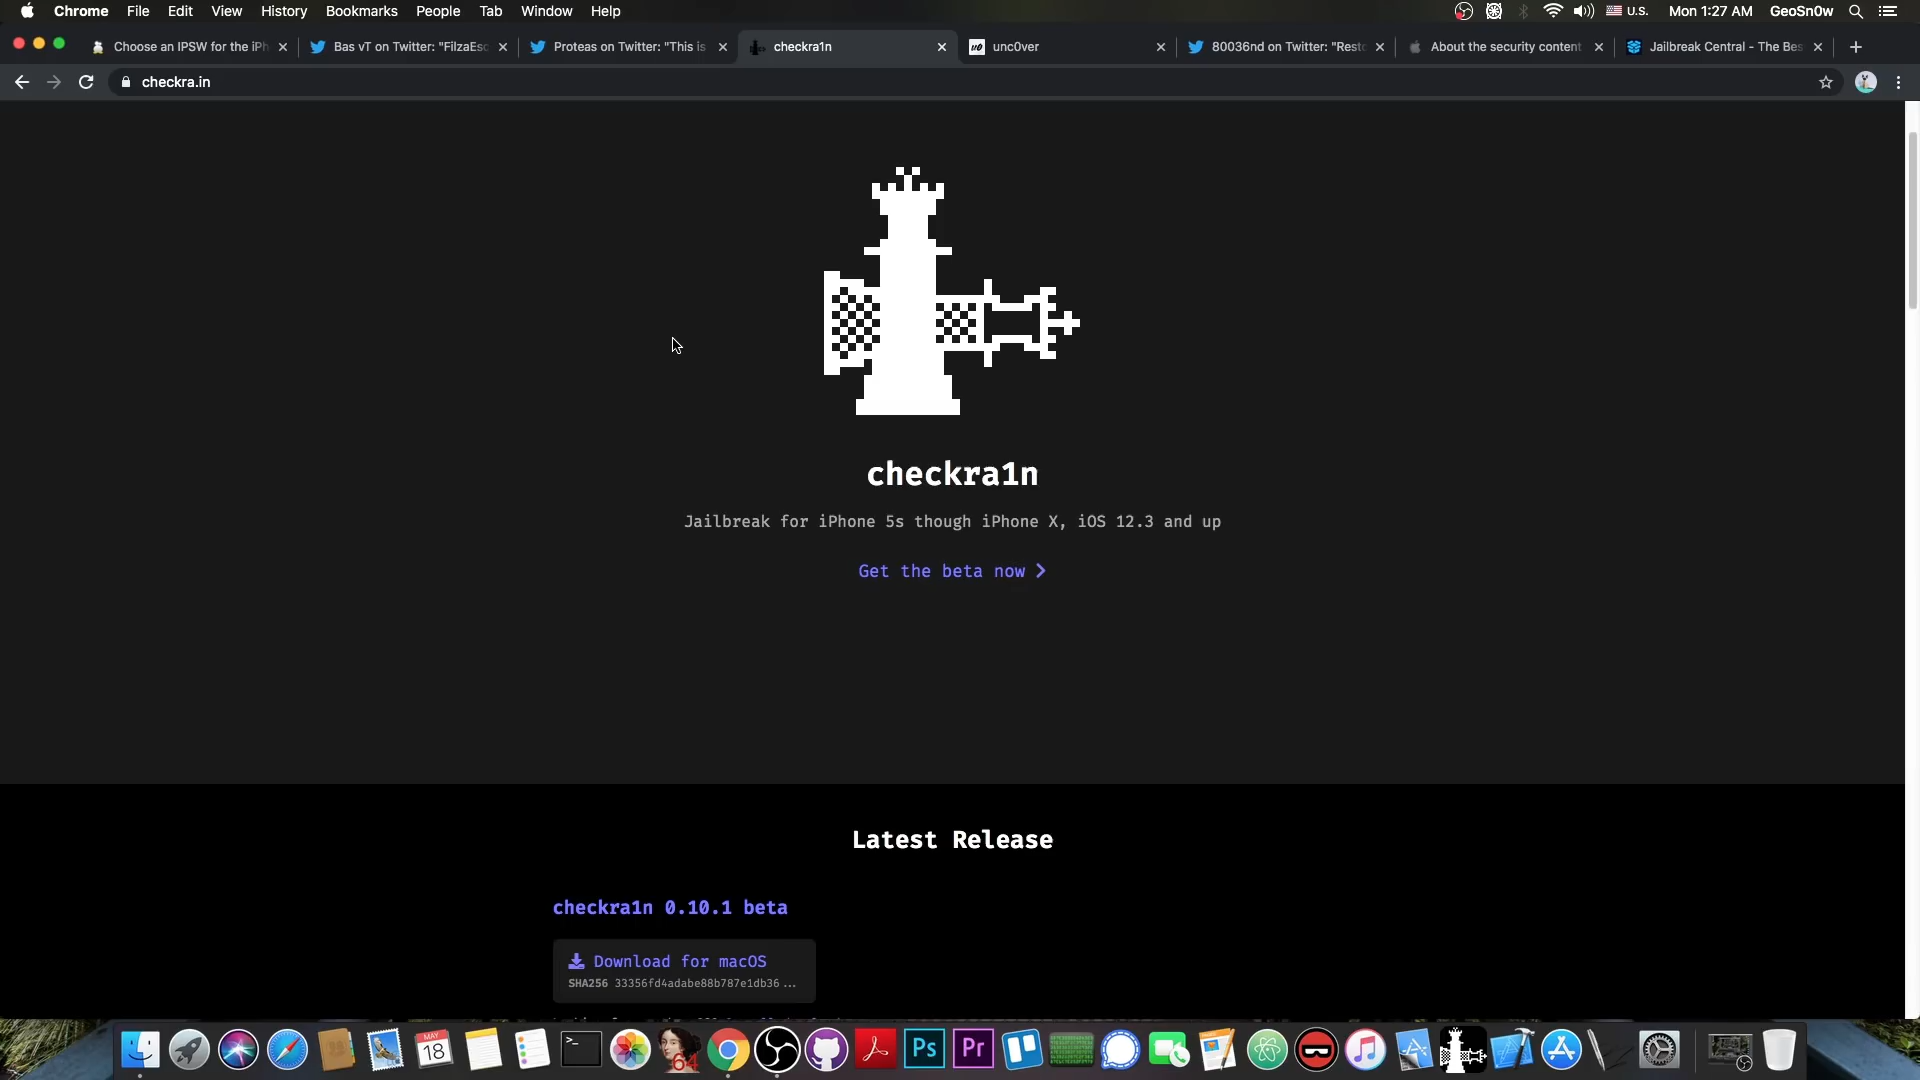 Chrome File Edit View History Bookmarks People Tab Window Help U.S. Mon 1:27 AM GeoSn0w
Choose an IPSW for the iPh Bas vT on Twitter: "FilzaEsc Proteas on Twitter: "This is checkra1n unc0ver 80036nd on Twitter: "Resto About the security content Jailbreak Central - The Bes
checkra.in
checkra1n
Jailbreak for iPhone 5s though iPhone X, iOS 12.3 and up
Get the beta now
Latest Release
checkra1n 0.10.1 beta
Download for macOS
SHA256 33356fd4adabe88b787e1db36 ...
MAY
18
64
Ps
Pr